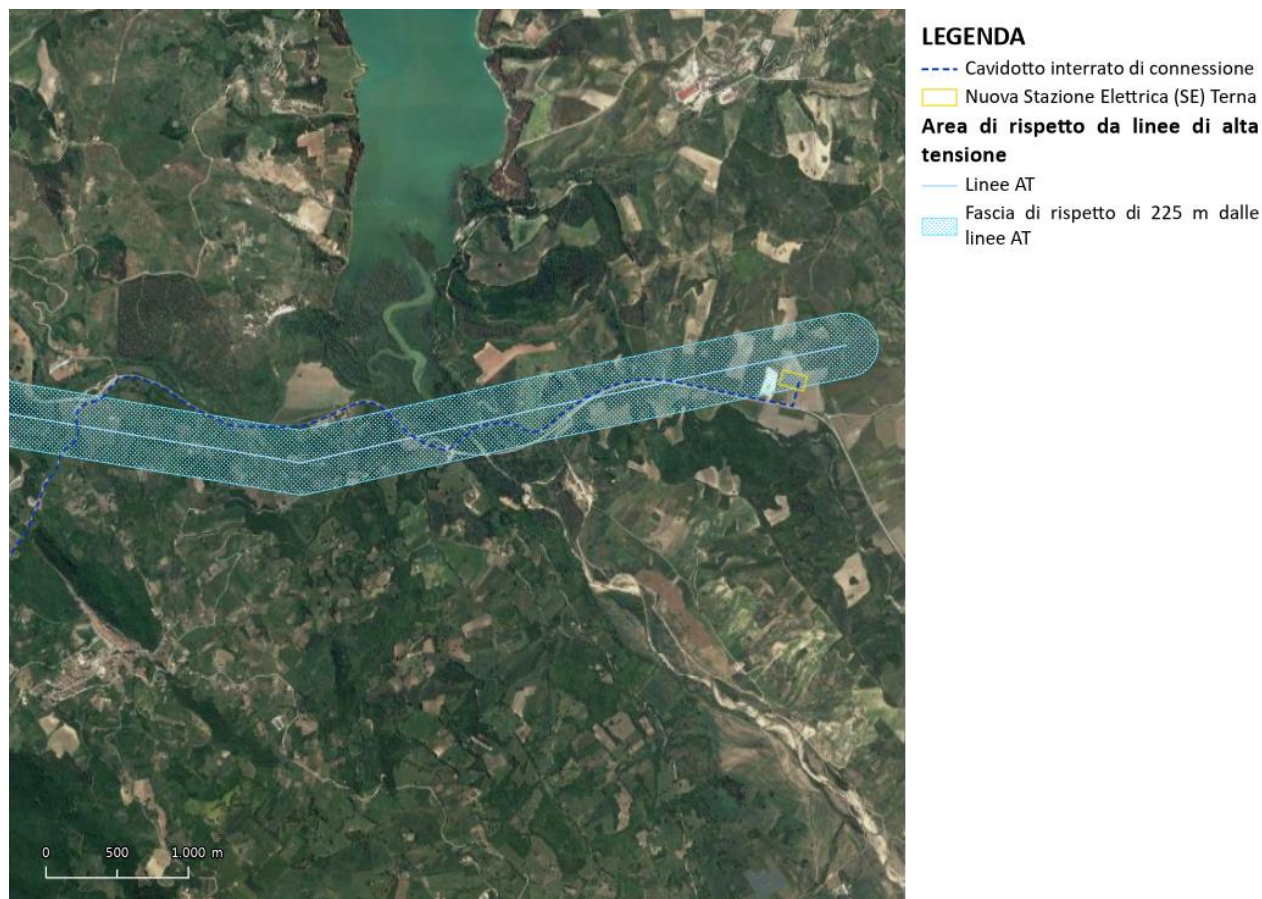 LEGENDA
Cavidotto interrato di connessione
Nuova Stazione Elettrica (SE) Terna
Area di rispetto da linee di alta
tensione
Linee AT
Fascia di rispetto di 225 m dalle
linee AT
0 500 1.000 m